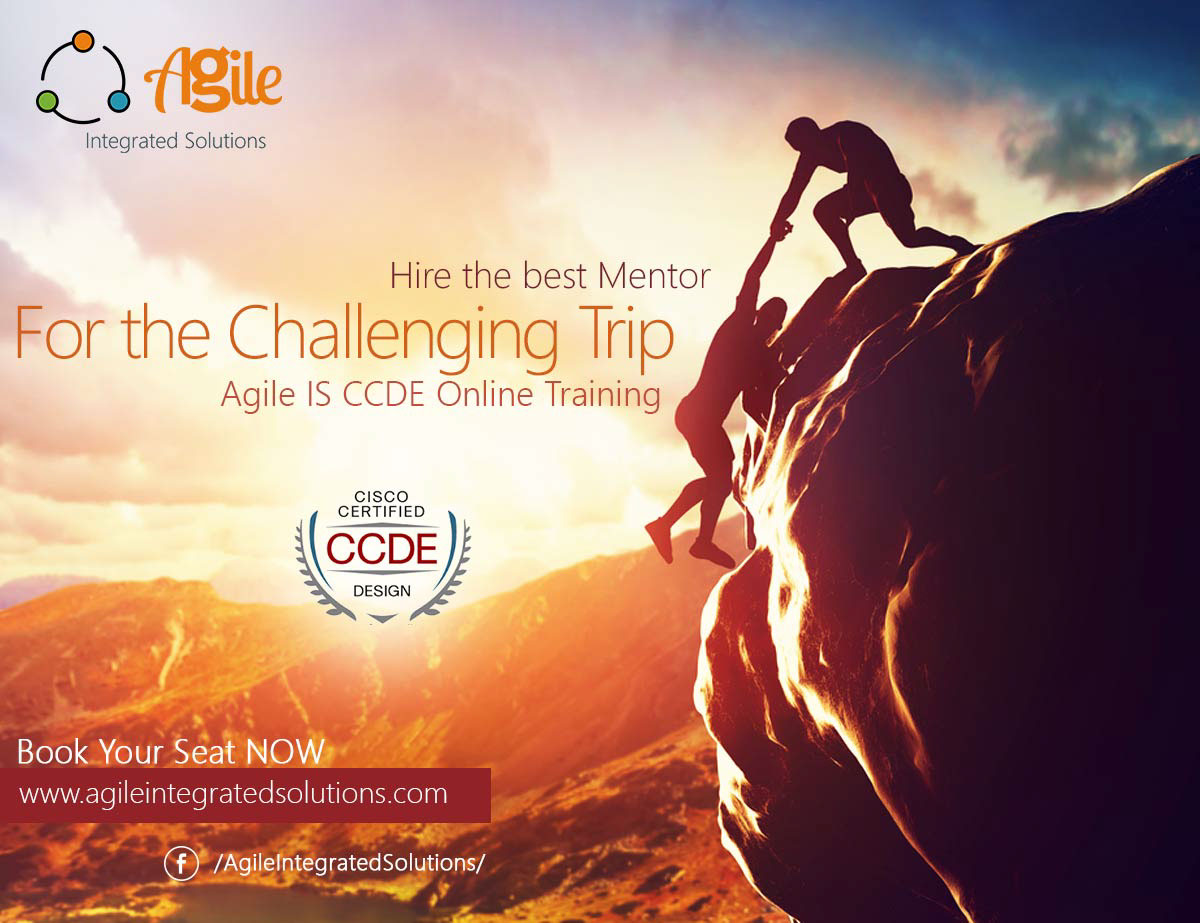 Agile
Integrated Solutions
Hire the best Mentor
For the Challenging Trip
Agile IS CCDE Online Training
CISCO
CERTIFIED
CCDE
DESIGN
Book Your Seat NOW
www.agileintegratedsolutions.com
f /AgileIntegratedSolutions/